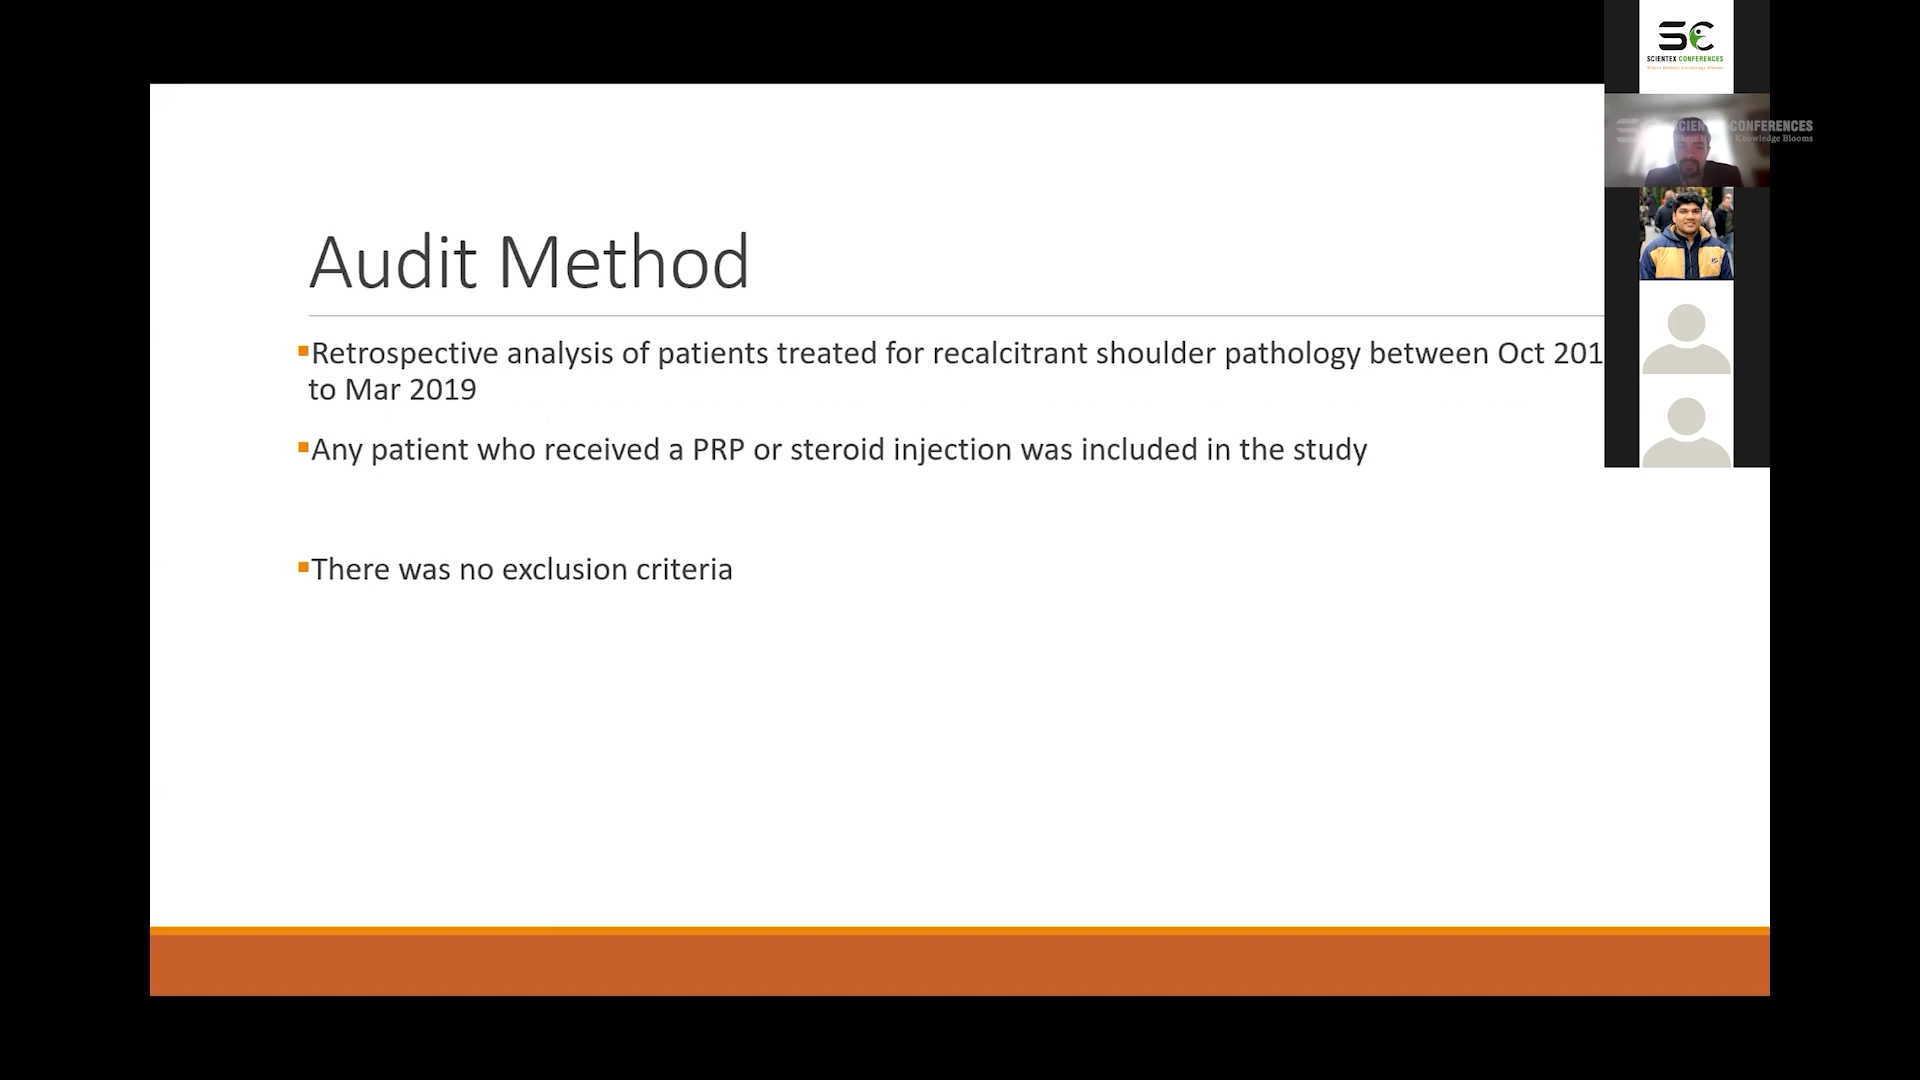 SCIENTEX CONFERENCES
CONFERENCES
Knowledge Blooms
Audit Method
Retrospective analysis of patients treated for recalcitrant shoulder pathology between Oct 201
to Mar 2019
Any patient who received a PRP or steroid injection was included in the study
There was no exclusion criteria